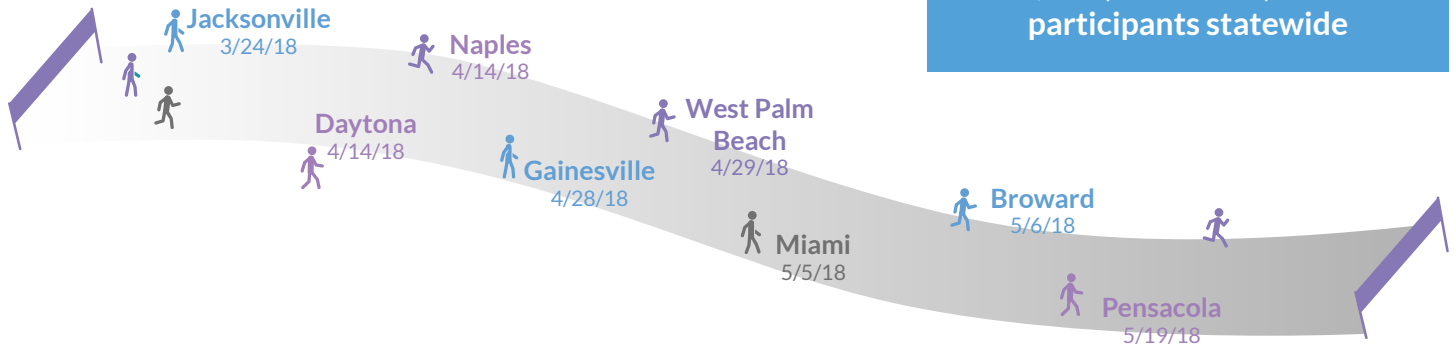 participants statewide
Jacksonville
3/24/18
Naples
4/14/18
Daytona
4/14/18
West Palm
Beach
4/29/18
Gainesville
4/28/18
Broward
5/6/18
Miami
5/5/18
Pensacola
5/19/18